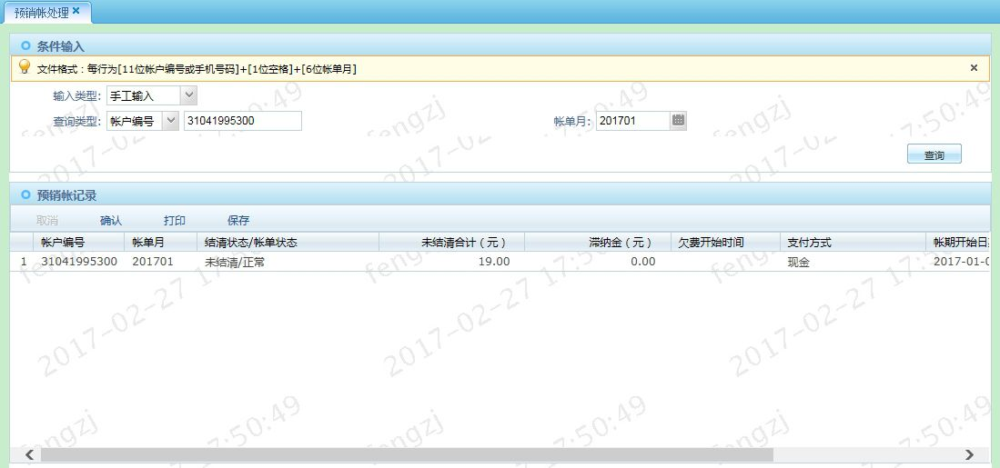 预销帐处理
条件输入
文件格式：每行为[11位帐户编号或手机号码]+[1位空格]+[6位帐单月]
输入类型: 手工输入
查询类型: 帐户编号 31041995300 帐单月: 201701
查询
预销帐记录
取消 确认 打印 保存
帐户编号 帐单月 结清状态/帐单状态 未结清合计（元） 滞纳金（元） 欠费开始时间 支付方式 帐期开始日
1 31041995300 201701 未结清/正常 19.00 0.00 现金 2017-01-0
fengzj
2017-02-27 17:50:49